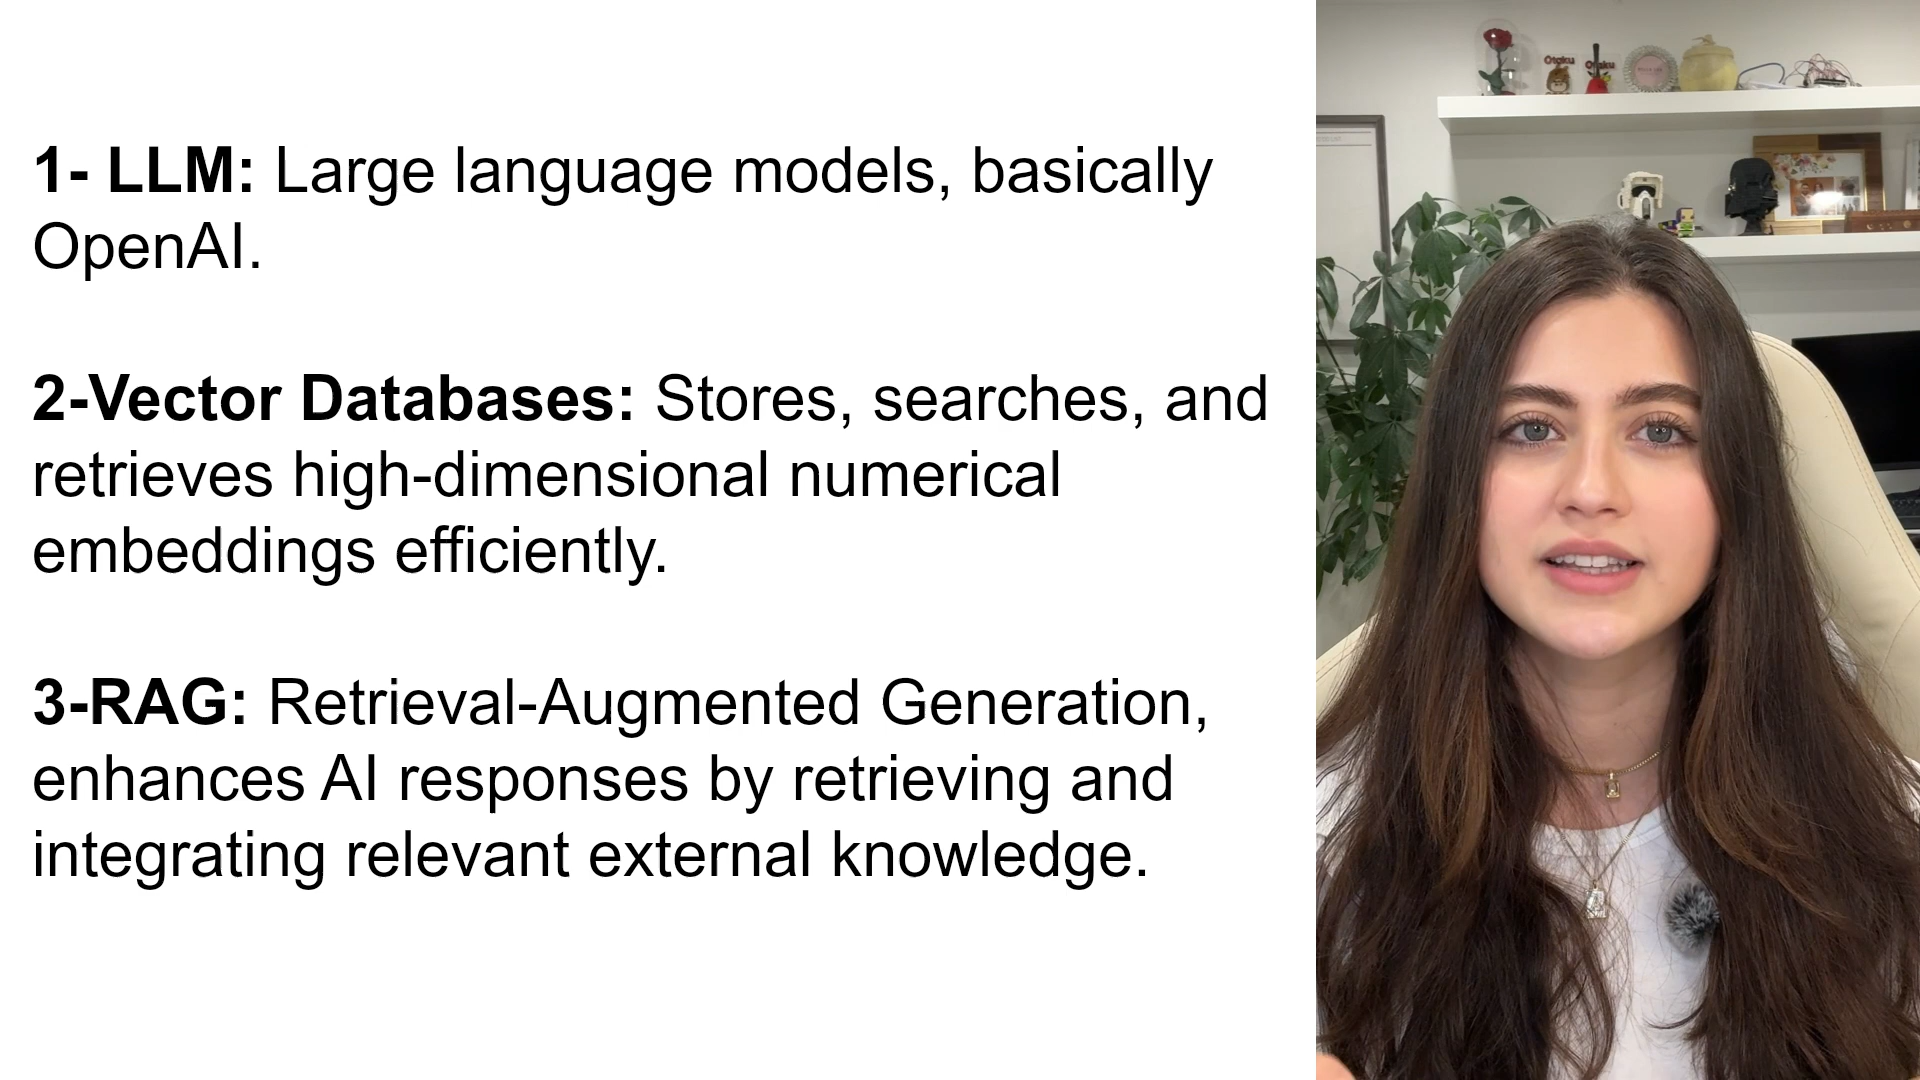 1- LLM: Large language models, basically
OpenAI.
2-Vector Databases: Stores, searches, and
retrieves high-dimensional numerical
embeddings efficiently.
3-RAG: Retrieval-Augmented Generation,
enhances AI responses by retrieving and
integrating relevant external knowledge.
Otaku